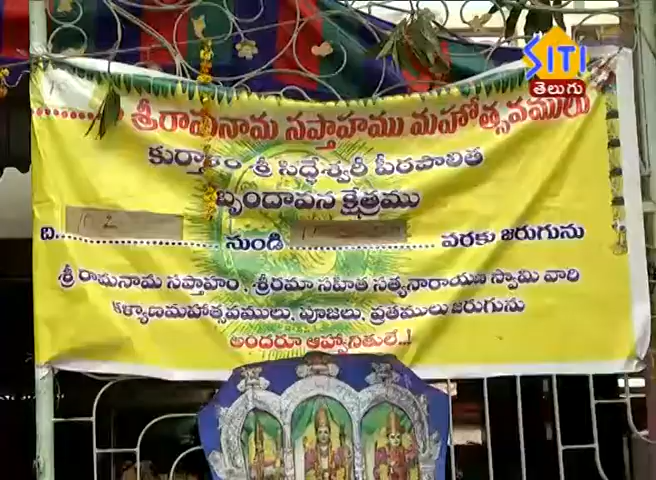 SITI
తెలుగు
శ్రీరామనామ సప్తాహము మహోత్సవములు
కుర్తాళం శ్రీ సిద్ధేశ్వరీ పీఠ పాలిత
బృందావన క్షేత్రము
ది
నుండి వరకు జరుగును
శ్రీ రామనామ సప్తాహం, శ్రీరమా సహిత సత్యనారాయణ స్వామి వారి
కళ్యాణమహోత్సవములు, పూజలు, వ్రతములు జరుగును
అందరూ ఆహ్వానితులే.!